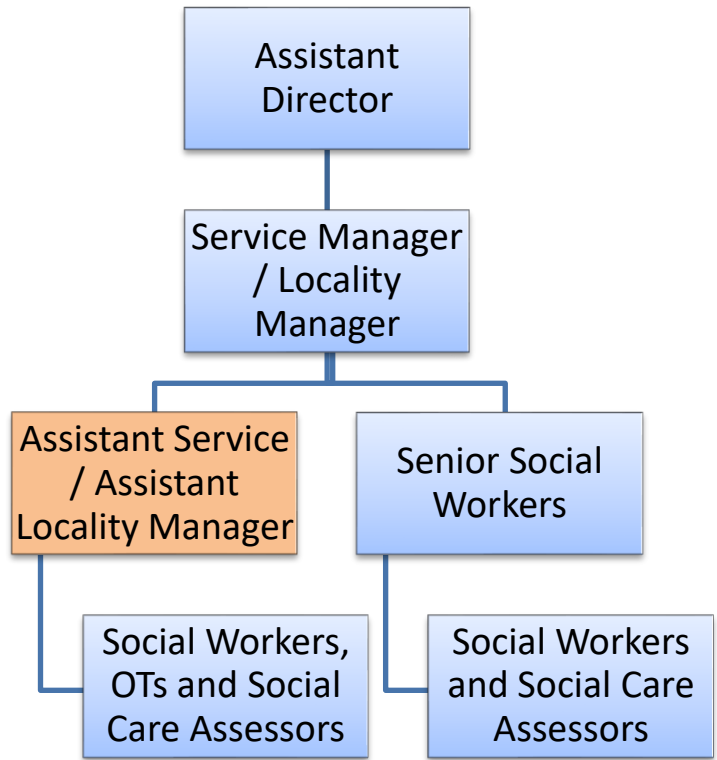 Assistant
Director
Service Manager
/ Locality
Manager
Assistant Service
/ Assistant
Locality Manager
Senior Social
Workers
Social Workers,
OTs and Social
Care Assessors
Social Workers
and Social Care
Assessors